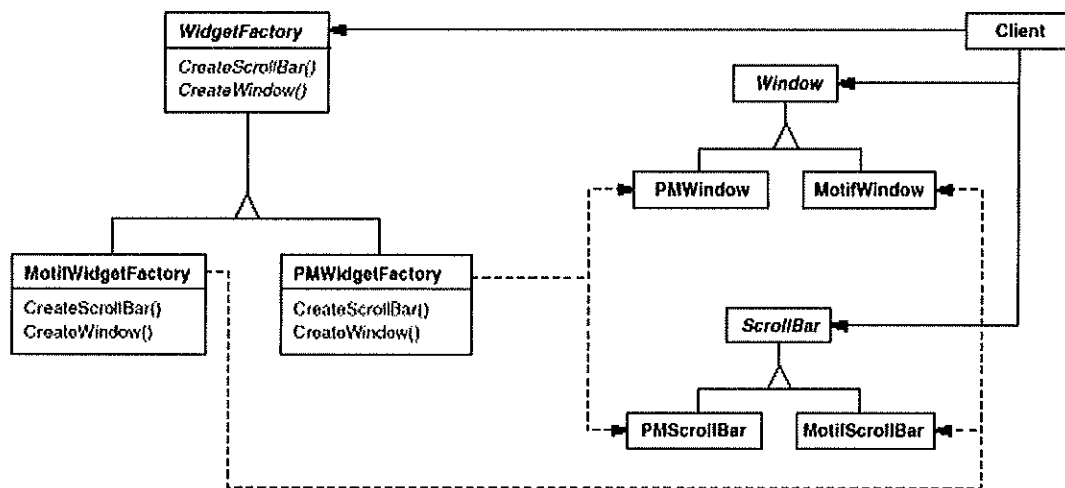 WidgetFactory
CreateScrollBar()
CreateWindow()
Client
Window
PMWindow
MotifWindow
MotifWidgetFactory
CreateScrollBar()
CreateWindow()
PMWidgetFactory
CreateScrollBar()
CreateWindow()
ScrollBar
PMScrollBar
MotifScrollBar